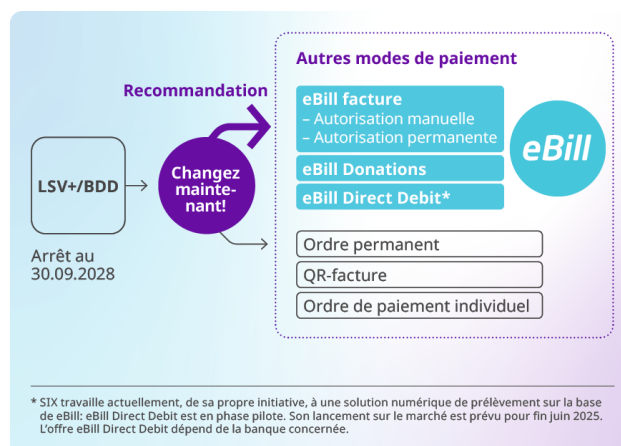 Autres modes de paiement
Recommandation
eBill facture
– Autorisation manuelle
– Autorisation permanente
eBill Donations
eBill Direct Debit*
eBill
LSV+/BDD
Changez
mainte-
nant!
Arrêt au
30.09.2028
Ordre permanent
QR-facture
Ordre de paiement individuel
* SIX travaille actuellement, de sa propre initiative, à une solution numérique de prélèvement sur la base
de eBill: eBill Direct Debit est en phase pilote. Son lancement sur le marché est prévu pour fin juin 2025.
L’offre eBill Direct Debit dépend de la banque concernée.